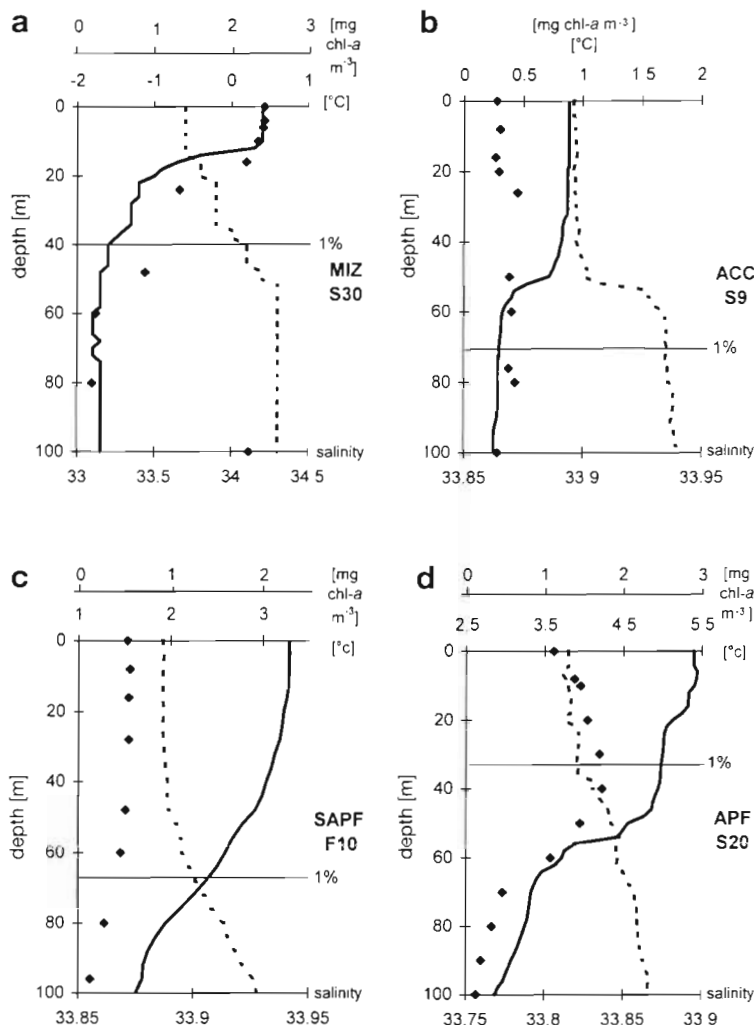 a
0 1 2 3 [mg
chl-a
m⁻³]
-2 -1 0 1
[°C]
0
20
40
60
80
100
depth [m]
1%
MIZ
S30
salinity
33 33.5 34 34 5
b
[mg chl-a m⁻³]
[°C]
0 0.5 1 1.5 2
0
20
40
60
80
100
depth [m]
ACC
S9
1%
salinity
33.85 33.9 33.95
c
0 1 2 [mg
chl-a
m⁻³]
1 2 3
[°C]
0
20
40
60
80
100
depth [m]
SAPF
F10
1%
salinity
33.85 33.9 33.95
d
0 1 2 3
[mg
chl-a
m⁻³]
2.5 3.5 4.5 5 5
[°C]
0
20
40
60
80
100
depth [m]
1%
APF
S20
salinity
33.75 33.8 33.85 33.9